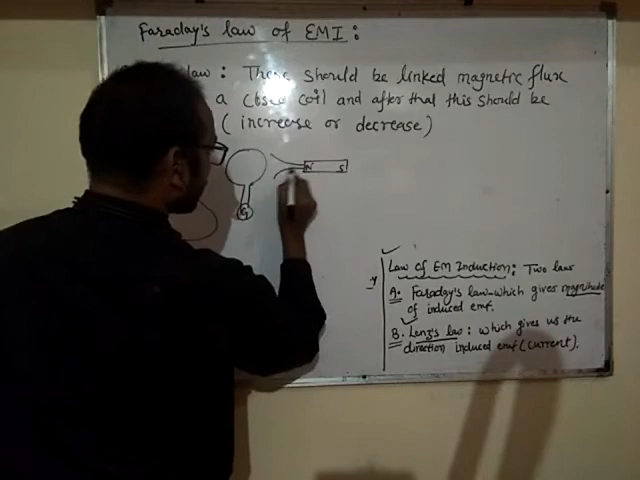 Faraday's law of EMI :
law : There should be linked magnetic flux
a closed coil and after that this should be
( increase or decrease )
N S
G
Law of EM Induction : Two law
A. Faraday's law which gives magnitude
of induced emf.
B. Lenz's law : which gives us the
direction induced emf (current).